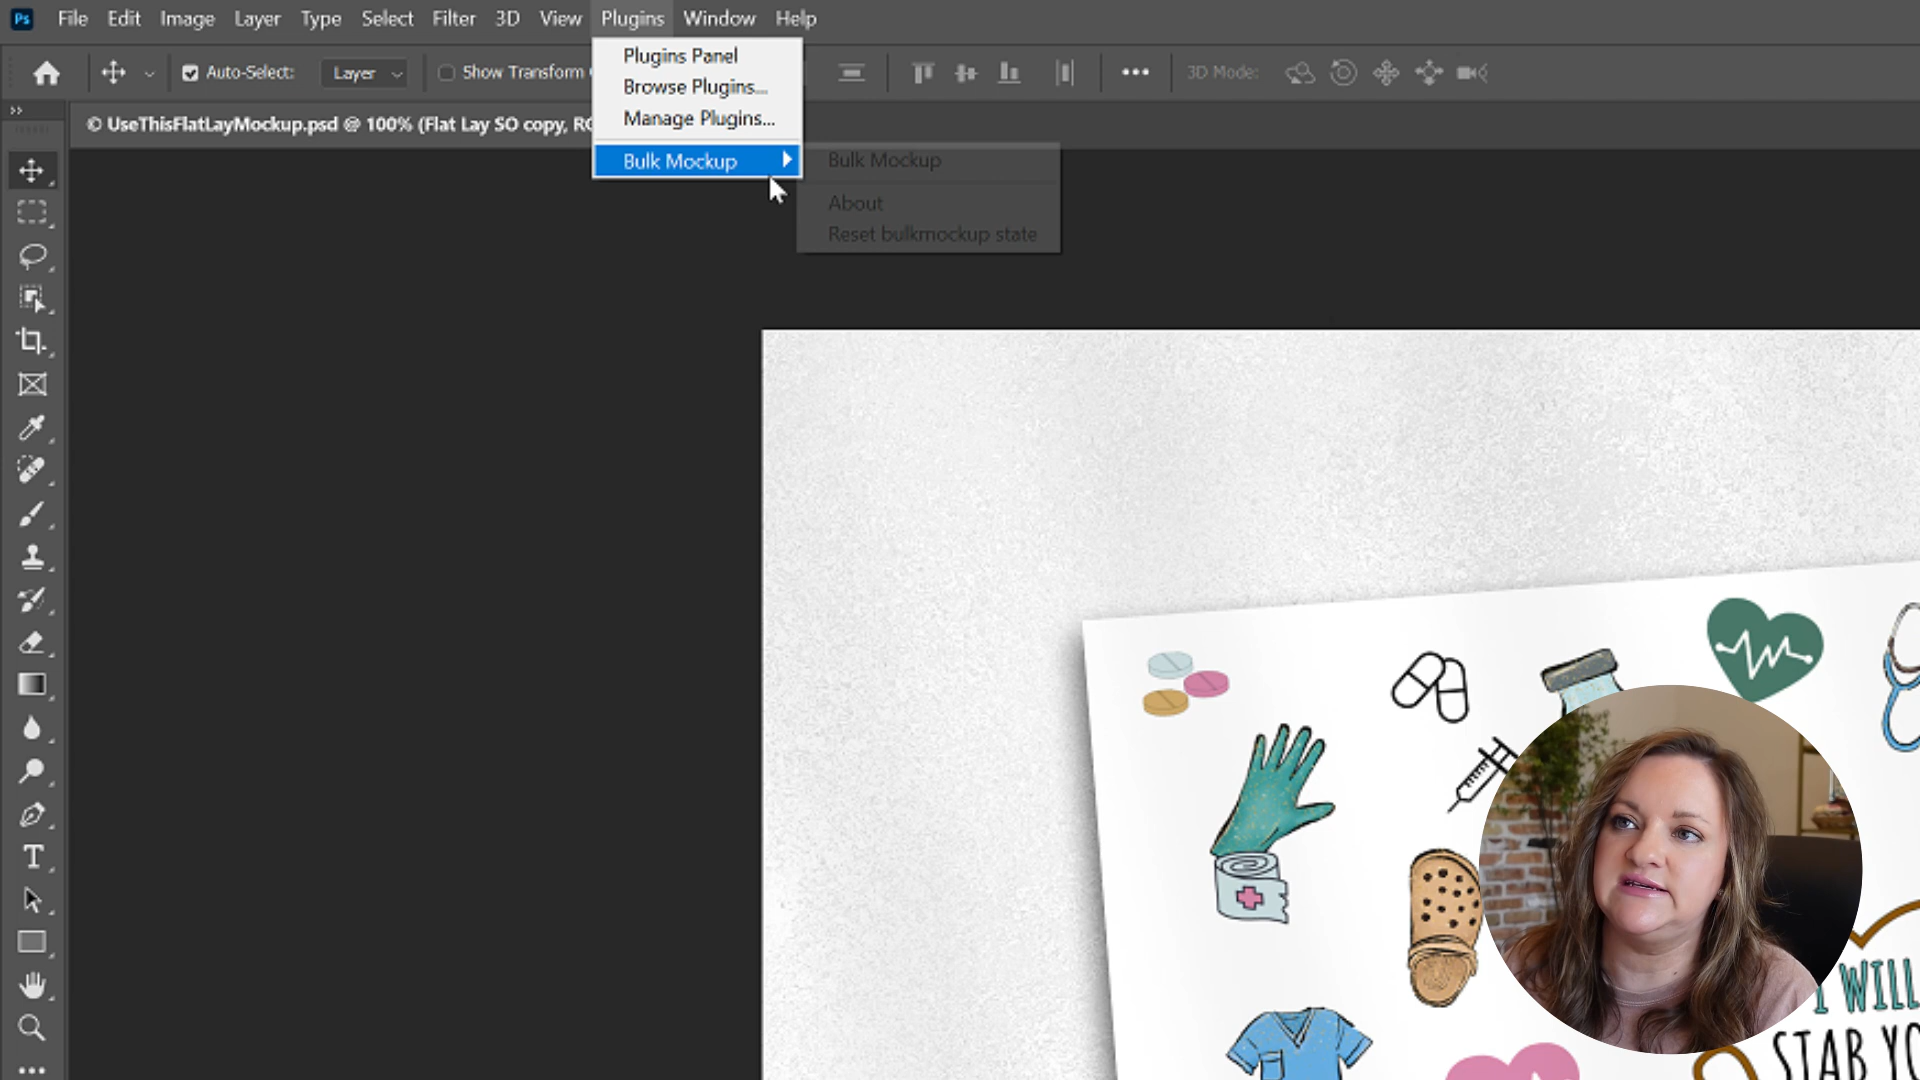 Ps File Edit Image Layer Type Select Filter 3D View Plugins Window Help
Auto-Select: Layer Show Transform 3D Mode:
Plugins Panel
Browse Plugins...
Manage Plugins...
Bulk Mockup
Bulk Mockup
About
Reset bulkmockup state
© UseThisFlatLayMockup.psd @ 100% (Flat Lay SO copy, RG
I WILL
STAB YO